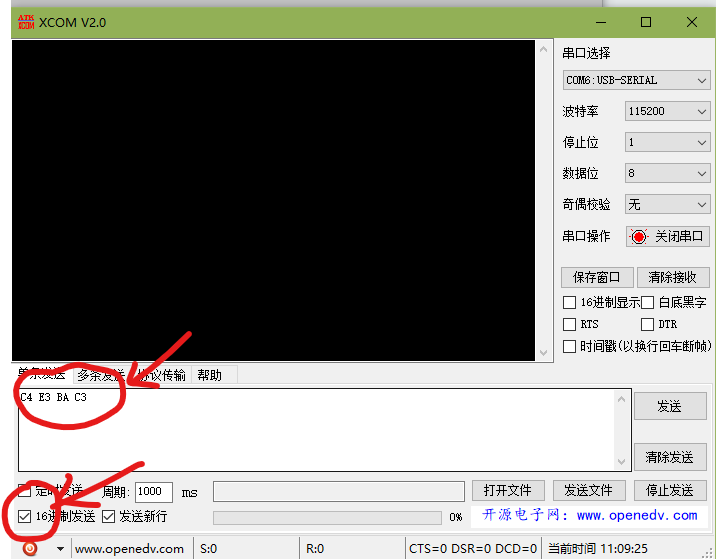 ATK XCOM XCOM V2.0
串口选择
COM6:USB-SERIAL
波特率 115200
停止位 1
数据位 8
奇偶校验 无
串口操作 关闭串口
保存窗口 清除接收
16进制显示 白底黑字
RTS DTR
时间戳(以换行回车断帧)
单条发送 多条发送 协议传输 帮助
C4 E3 BA C3
发送
清除发送
定时发送 周期: 1000 ms 打开文件 发送文件 停止发送
16进制发送 发送新行 0% 开源电子网:www.openedv.com
www.openedv.com S:0 R:0 CTS=0 DSR=0 DCD=0 当前时间 11:09:25